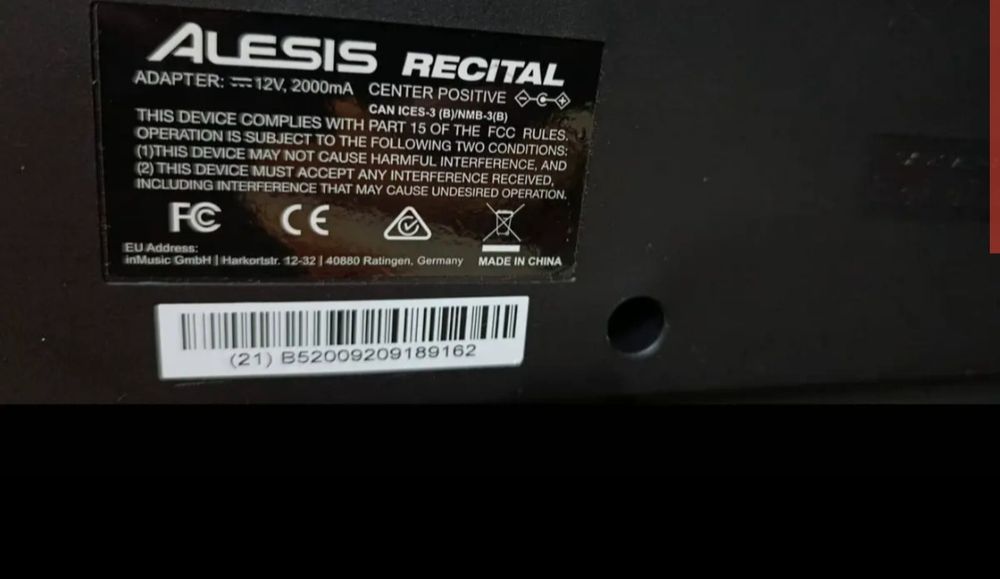 ALESIS RECITAL
ADAPTER: 12V, 2000mA CENTER POSITIVE
CAN ICES-3 (B)/NMB-3(B)
THIS DEVICE COMPLIES WITH PART 15 OF THE FCC RULES.
OPERATION IS SUBJECT TO THE FOLLOWING TWO CONDITIONS:
(1)THIS DEVICE MAY NOT CAUSE HARMFUL INTERFERENCE, AND
(2) THIS DEVICE MUST ACCEPT ANY INTERFERENCE RECEIVED,
INCLUDING INTERFERENCE THAT MAY CAUSE UNDESIRED OPERATION.
FC CE
EU Address:
inMusic GmbH | Harkortstr. 12-32 | 40880 Ratingen, Germany MADE IN CHINA
(21) B52009209189162